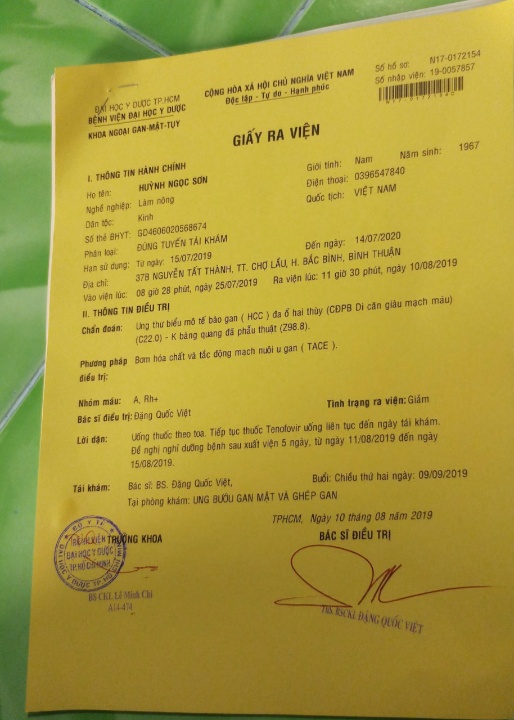 ĐẠI HỌC Y DƯỢC TP.HCM
BỆNH VIỆN ĐẠI HỌC Y DƯỢC
KHOA NGOẠI GAN-MẬT-TỤY
CỘNG HÒA XÃ HỘI CHỦ NGHĨA VIỆT NAM
Độc lập - Tự do - Hạnh phúc
Số hồ sơ: N17-0172154
Số nhập viện: 19-0057857
GIẤY RA VIỆN
I. THÔNG TIN HÀNH CHÍNH
Họ tên: HUỲNH NGỌC SƠN Giới tính: Nam Năm sinh: 1967
Nghề nghiệp: Làm nông Điện thoại: 0396547840
Dân tộc: Kinh Quốc tịch: VIỆT NAM
Số thẻ BHYT: GD4606020568674
Phân loại: ĐÚNG TUYẾN TÁI KHÁM
Hạn sử dụng: Từ ngày: 15/07/2019 Đến ngày: 14/07/2020
Địa chỉ: 37B NGUYỄN TẤT THÀNH, TT. CHỢ LẦU, H. BẮC BÌNH, BÌNH THUẬN
Vào viện lúc: 08 giờ 28 phút, ngày 25/07/2019 Ra viện lúc: 11 giờ 30 phút, ngày 10/08/2019
II. THÔNG TIN ĐIỀU TRỊ
Chẩn đoán: Ung thư biểu mô tế bào gan ( HCC ) đa ổ hai thùy (CĐPB Di căn giàu mạch máu)
(C22.0) - K bàng quang đã phẫu thuật (Z98.8).
Phương pháp điều trị: Bơm hóa chất và tắc động mạch nuôi u gan ( TACE ).
Nhóm máu: A, Rh+
Bác sĩ điều trị: Đặng Quốc Việt Tình trạng ra viện: Giảm
Lời dặn: Uống thuốc theo toa. Tiếp tục thuốc Tenofovir uống liên tục đến ngày tái khám.
Đề nghị nghỉ dưỡng bệnh sau xuất viện 5 ngày, từ ngày 11/08/2019 đến ngày
15/08/2019.
Tái khám: Bác sĩ: BS. Đặng Quốc Việt, Buổi: Chiều thứ hai ngày: 09/09/2019
Tại phòng khám: UNG BƯỚU GAN MẬT VÀ GHÉP GAN
TPHCM, Ngày 10 tháng 08 năm 2019
TRƯỞNG KHOA BÁC SĨ ĐIỀU TRỊ
BỘ Y TẾ
BỆNH VIỆN
ĐẠI HỌC Y DƯỢC
TP.HỒ CHÍ MINH
BS CKI. Lê Minh Chí
A14-474
ThS. BSCKI. ĐẶNG QUỐC VIỆT